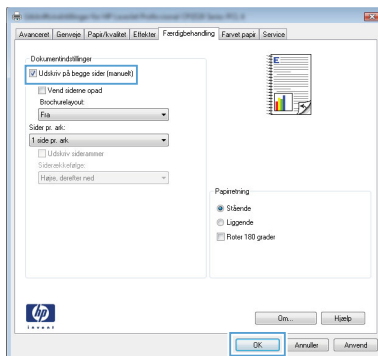 Avanceret Genveje Papir/kvalitet Effekter Færdigbehandling Farvet papir Service
Dokumentindstillinger
Udskriv på begge sider (manuelt)
Vend siderne opad
Brochurelayout:
Fra
Sider pr. ark:
1 side pr. ark
Udskriv siderammer
Siderækkefølge:
Højre, derefter ned
E
Papirretning
Stående
Liggende
Roter 180 grader
hp
invent
Om... Hjælp
OK Annuller Anvend